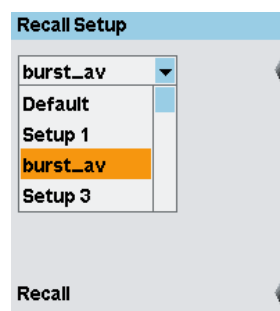 Recall Setup
burst_av
Default
Setup 1
burst_av
Setup 3
Recall